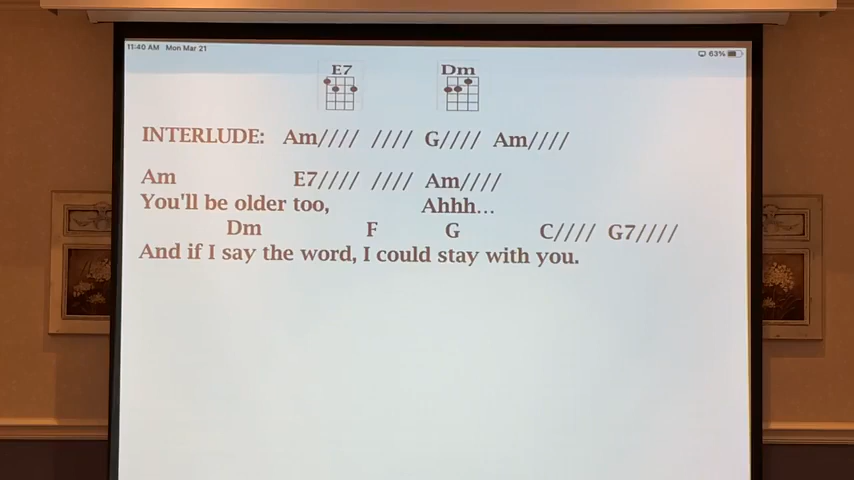 11:40 AM Mon Mar 21
63%
E7 Dm
INTERLUDE: Am//// //// G//// Am////
Am E7//// //// Am////
You'll be older too, Ahhh...
Dm F G C//// G7////
And if I say the word, I could stay with you.